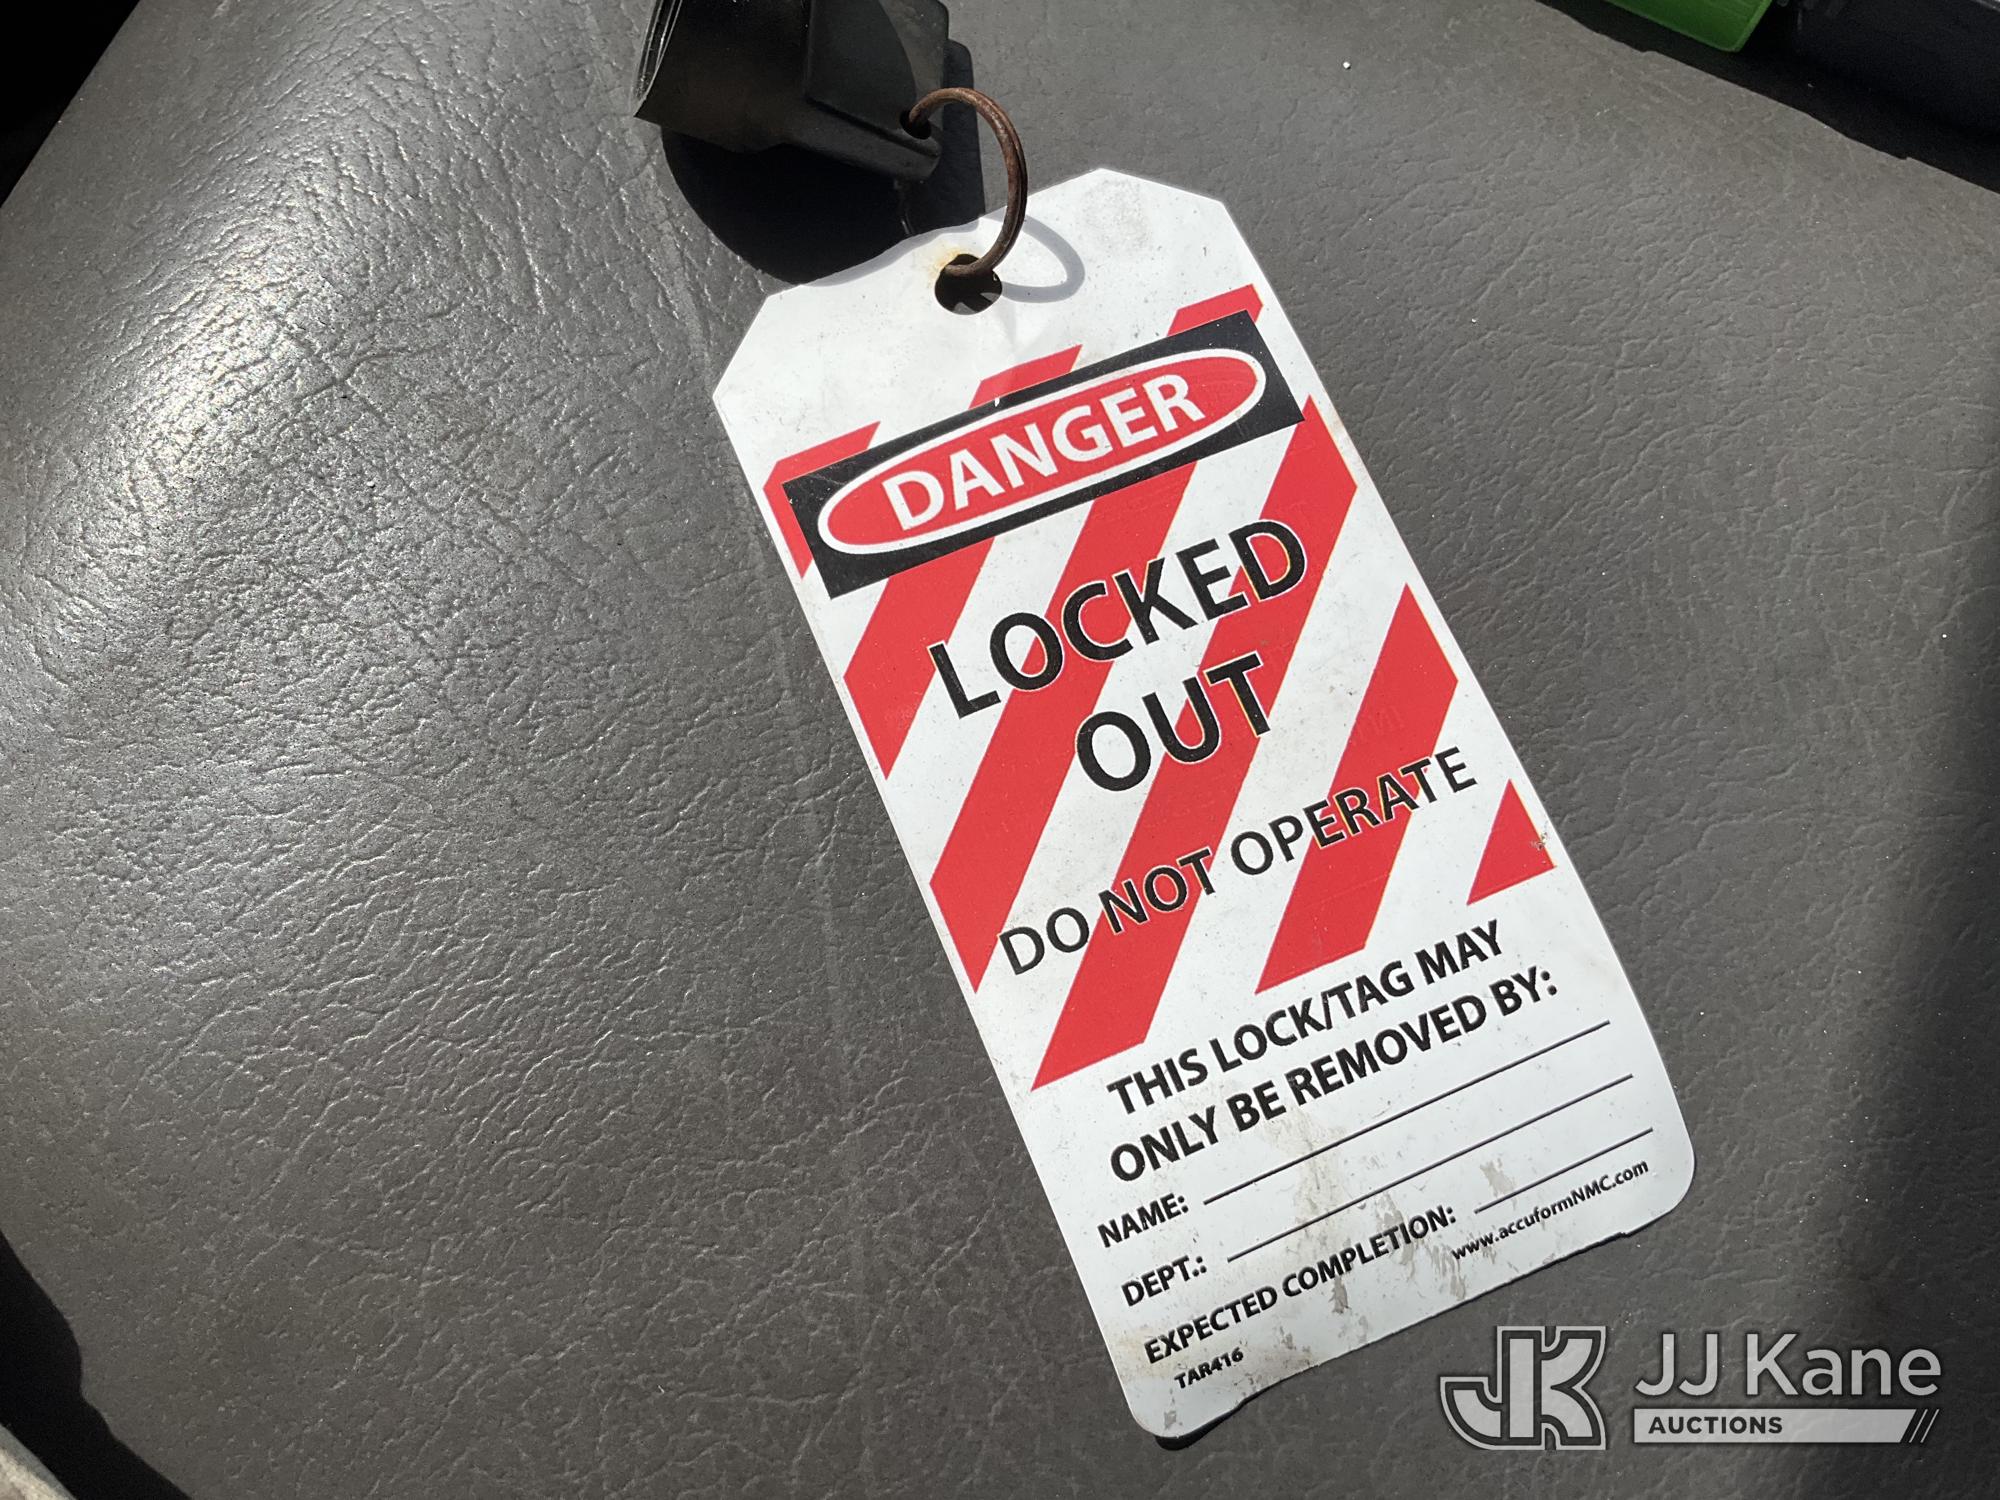 DANGER
LOCKED
OUT
DO NOT OPERATE
THIS LOCK/TAG MAY
ONLY BE REMOVED BY:
NAME:
DEPT.:
EXPECTED COMPLETION:
TAR416
www.accuformNMC.com
JK JJ Kane
AUCTIONS